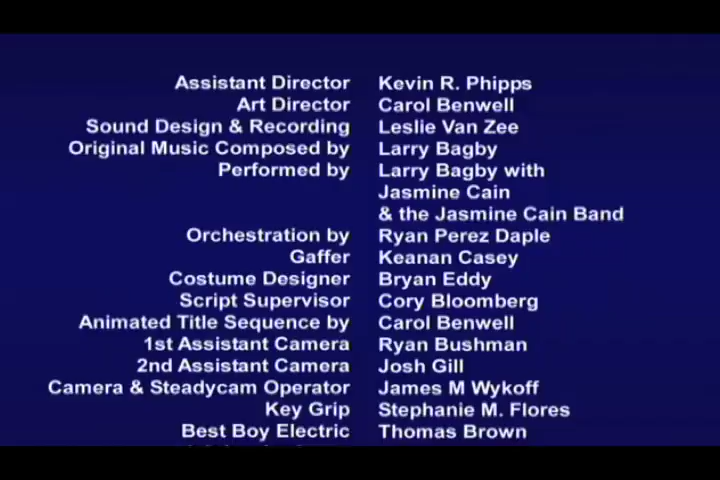 Assistant Director Kevin R. Phipps
Art Director Carol Benwell
Sound Design & Recording Leslie Van Zee
Original Music Composed by Larry Bagby
Performed by Larry Bagby with
Jasmine Cain
& the Jasmine Cain Band
Orchestration by Ryan Perez Daple
Gaffer Keanan Casey
Costume Designer Bryan Eddy
Script Supervisor Cory Bloomberg
Animated Title Sequence by Carol Benwell
1st Assistant Camera Ryan Bushman
2nd Assistant Camera Josh Gill
Camera & Steadycam Operator James M Wykoff
Key Grip Stephanie M. Flores
Best Boy Electric Thomas Brown